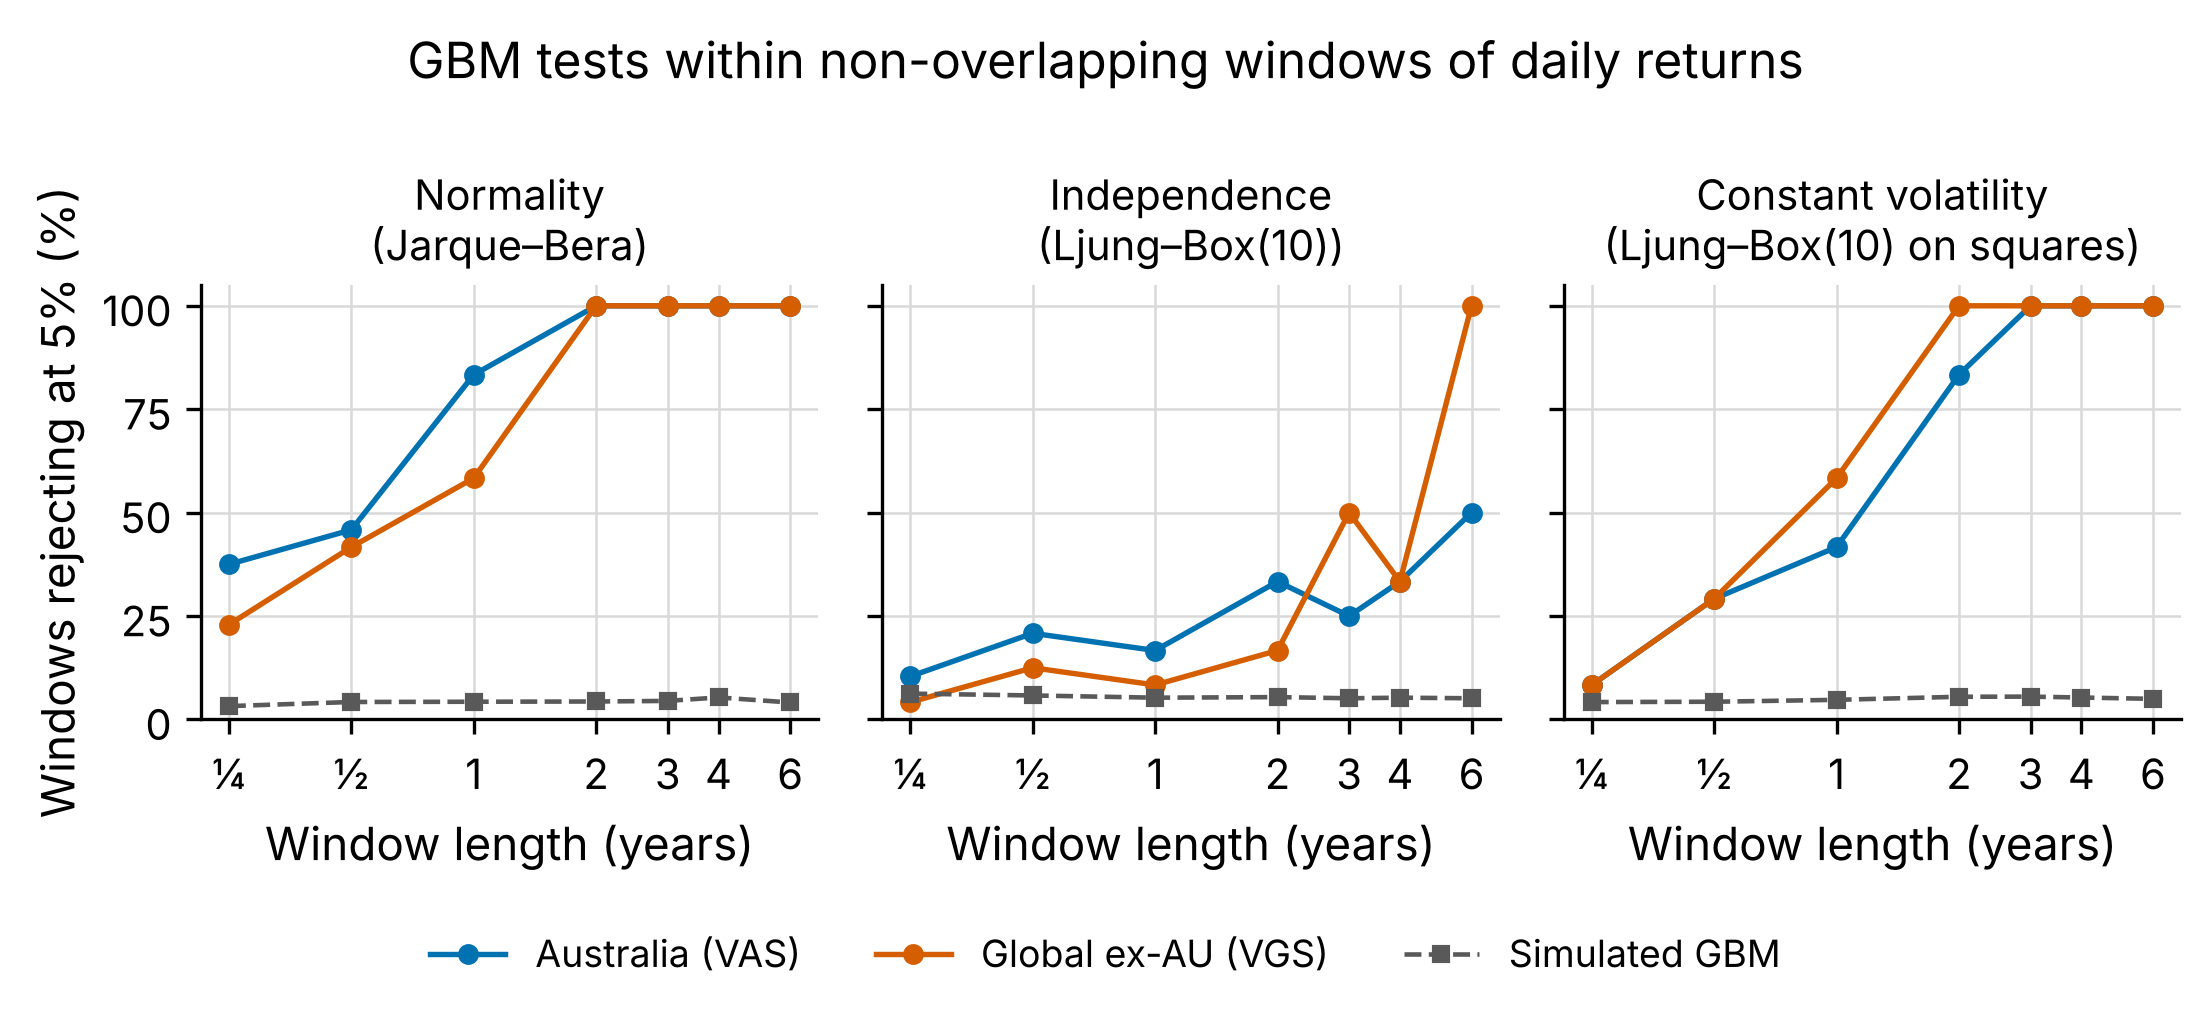 GBM tests within non-overlapping windows of daily returns
Windows rejecting at 5% (%)
Normality
(Jarque–Bera)
100
75
50
25
0
¼ ½ 1 2 3 4 6
Window length (years)
Independence
(Ljung–Box(10))
¼ ½ 1 2 3 4 6
Window length (years)
Constant volatility
(Ljung–Box(10) on squares)
¼ ½ 1 2 3 4 6
Window length (years)
Australia (VAS) Global ex-AU (VGS) Simulated GBM